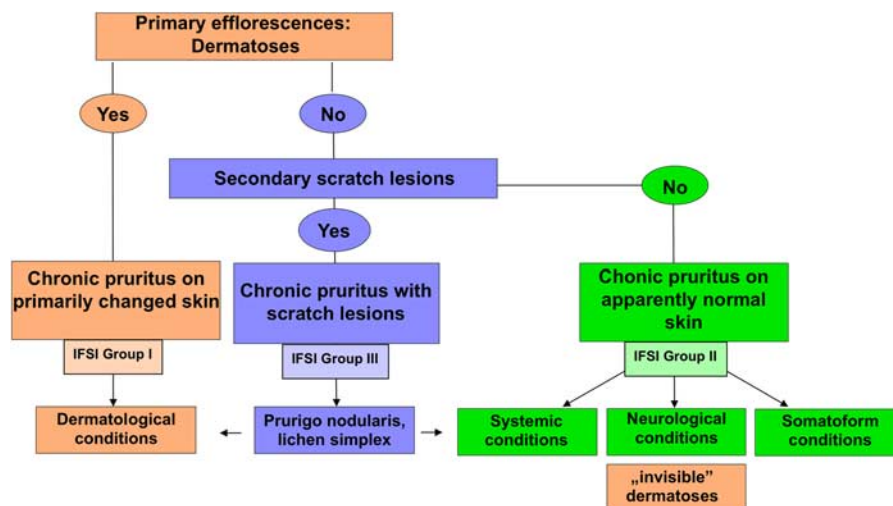 Primary efflorescences:
Dermatoses
Yes
No
Secondary scratch lesions
No
Yes
Chronic pruritus on
primarily changed skin
Chronic pruritus with
scratch lesions
Chonic pruritus on
apparently normal
skin
IFSI Group I
IFSI Group III
IFSI Group II
Dermatological
conditions
Prurigo nodularis,
lichen simplex
Systemic
conditions
Neurological
conditions
Somatoform
conditions
„invisible”
dermatoses